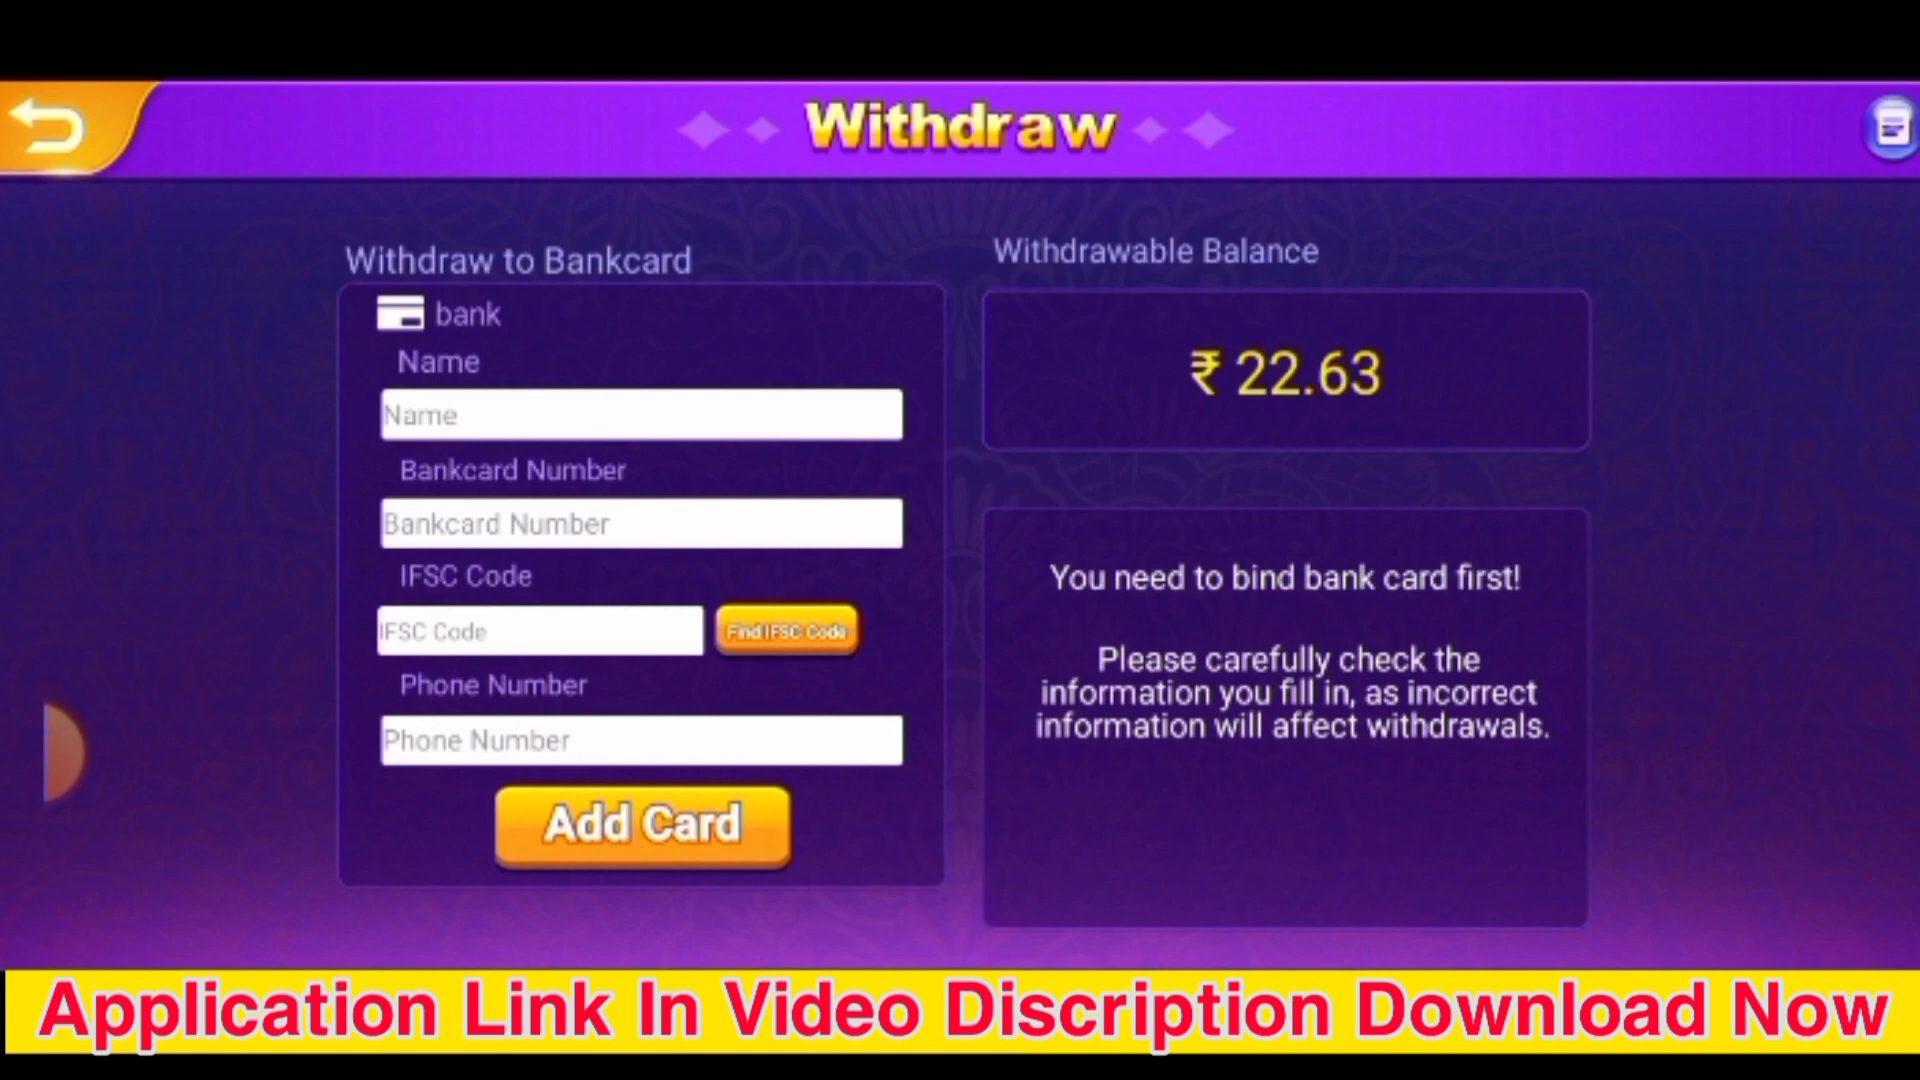 Withdraw
Withdraw to Bankcard
bank
Name
Name
Bankcard Number
Bankcard Number
IFSC Code
IFSC Code
Find IFSC Code
Phone Number
Phone Number
Add Card
Withdrawable Balance
₹ 22.63
You need to bind bank card first!
Please carefully check the
information you fill in, as incorrect
information will affect withdrawals.
Application Link In Video Discription Download Now